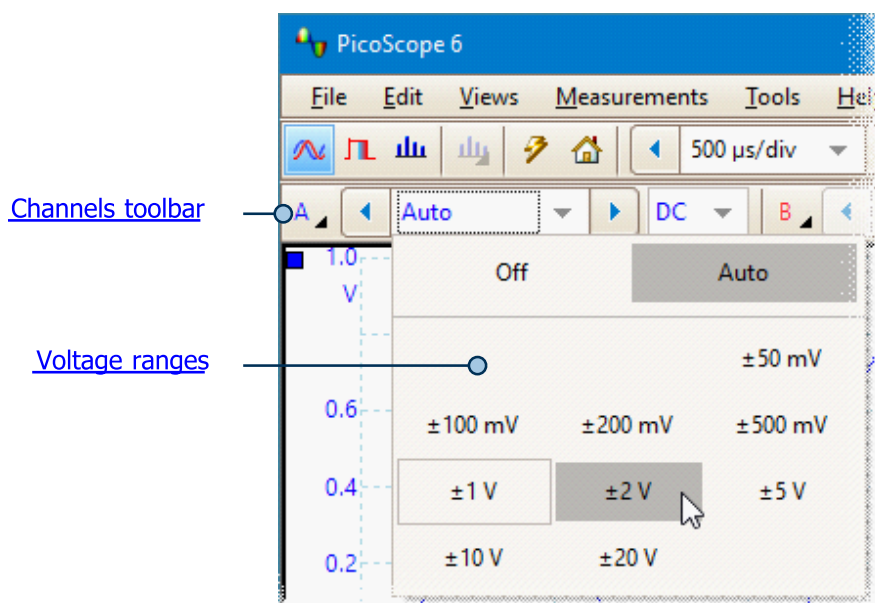 PicoScope 6
File Edit Views Measurements Tools
500 µs/div
Channels toolbar
A Auto DC B
1.0
V
Off Auto
Voltage ranges
±50 mV
0.6
±100 mV ±200 mV ±500 mV
0.4
±1 V ±2 V ±5 V
0.2
±10 V ±20 V